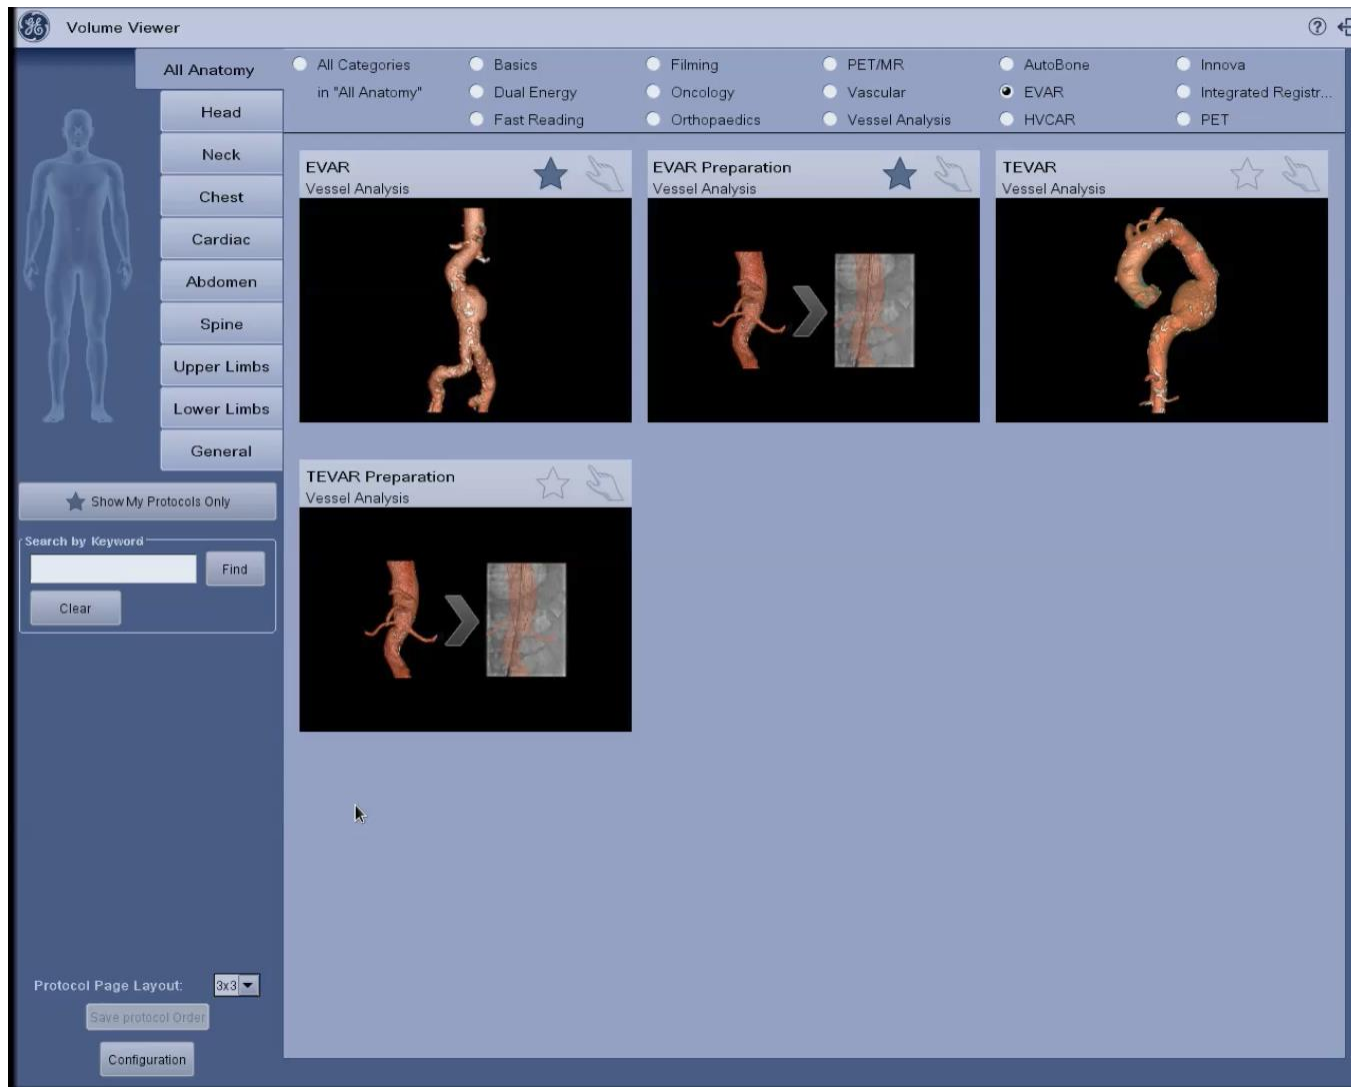 Volume Viewer
All Anatomy
Head
Neck
Chest
Cardiac
Abdomen
Spine
Upper Limbs
Lower Limbs
General
Show My Protocols Only
Search by Keyword
Find
Clear
Protocol Page Layout: 3x3
Save protocol Order
Configuration
All Categories Basics Filming PET/MR AutoBone Innova
in "All Anatomy" Dual Energy Oncology Vascular EVAR Integrated Registr...
Fast Reading Orthopaedics Vessel Analysis HVCAR PET
EVAR
Vessel Analysis
EVAR Preparation
Vessel Analysis
TEVAR
Vessel Analysis
TEVAR Preparation
Vessel Analysis